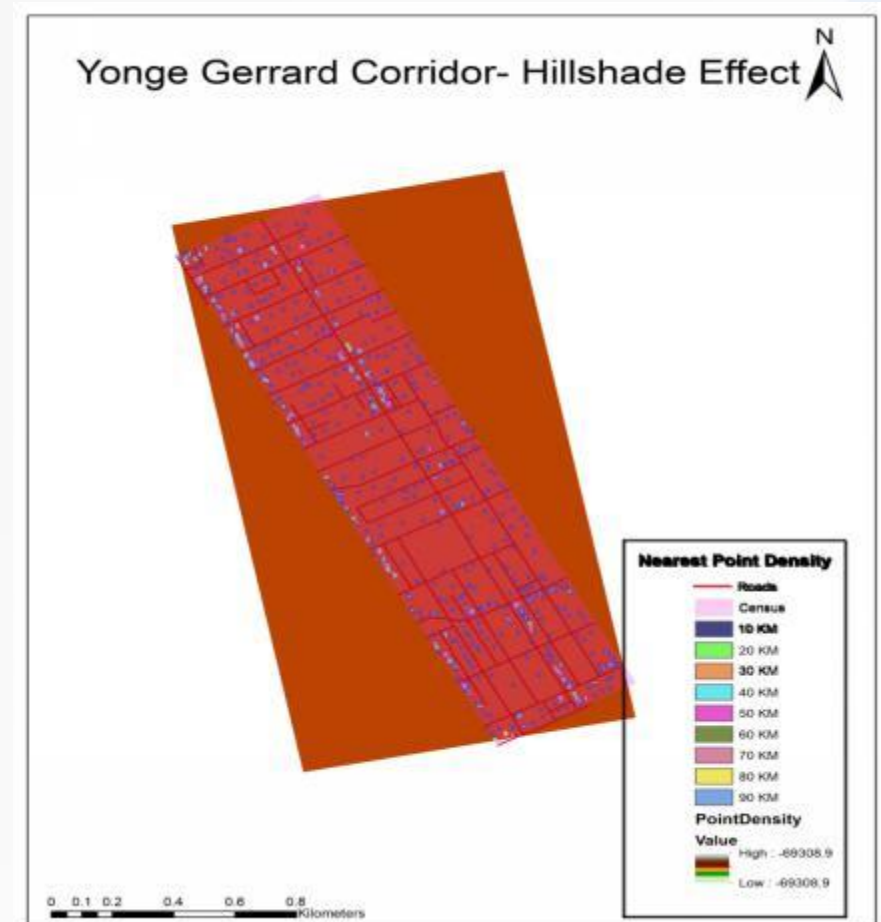 N
Yonge Gerrard Corridor- Hillshade Effect
Nearest Point Density
Roads
Census
10 KM
20 KM
30 KM
40 KM
50 KM
60 KM
70 KM
80 KM
90 KM
PointDensity
Value
High : -69308.9
Low : -69308.9
0 0.1 0.2 0.4 0.6 0.8
Kilometers